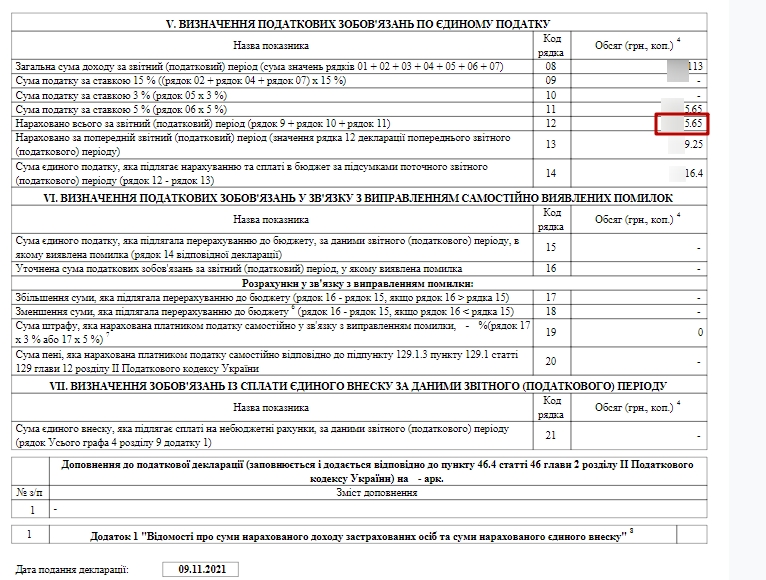 V. ВИЗНАЧЕННЯ ПОДАТКОВИХ ЗОБОВ'ЯЗАНЬ ПО ЄДИНОМУ ПОДАТКУ
Назва показника Код рядка Обсяг (грн., коп.) 4
Загальна сума доходу за звітний (податковий) період (сума значень рядків 01 + 02 + 03 + 04 + 05 + 06 + 07) 08 113
Сума податку за ставкою 15 % ((рядок 02 + рядок 04 + рядок 07) х 15 %) 09 -
Сума податку за ставкою 3 % (рядок 05 х 3 %) 10 -
Сума податку за ставкою 5 % (рядок 06 х 5 %) 11 5.65
Нараховано всього за звітний (податковий) період (рядок 9 + рядок 10 + рядок 11) 12 5.65
Нараховано за попередній звітний (податковий) період (значення рядка 12 декларації попереднього звітного
(податкового) періоду) 13 9.25
Сума єдиного податку, яка підлягає нарахуванню та сплаті в бюджет за підсумками поточного звітного
(податкового) періоду (рядок 12 - рядок 13) 14 16.4
VI. ВИЗНАЧЕННЯ ПОДАТКОВИХ ЗОБОВ'ЯЗАНЬ У ЗВ'ЯЗКУ З ВИПРАВЛЕННЯМ САМОСТІЙНО ВИЯВЛЕНИХ ПОМИЛОК
Назва показника Код рядка Обсяг (грн., коп.) 4
Сума єдиного податку, яка підлягала перерахуванню до бюджету, за даними звітного (податкового) періоду, в
якому виявлена помилка (рядок 14 відповідної декларації) 15 -
Уточнена сума податкових зобов'язань за звітний (податковий) період, у якому виявлена помилка 16 -
Розрахунки у зв'язку з виправленням помилки:
Збільшення суми, яка підлягала перерахуванню до бюджету (рядок 16 - рядок 15, якщо рядок 16 > рядка 15) 17 -
Зменшення суми, яка підлягала перерахуванню до бюджету 6 (рядок 16 - рядок 15, якщо рядок 16 < рядка 15) 18 -
Сума штрафу, яка нарахована платником податку самостійно у зв'язку з виправленням помилки, - %(рядок 17
х 3 % або 17 х 5 %) 7 19 0
Сума пені, яка нарахована платником податку самостійно відповідно до підпункту 129.1.3 пункту 129.1 статті
129 глави 12 розділу II Податкового кодексу України 20 -
VII. ВИЗНАЧЕННЯ ЗОБОВ'ЯЗАНЬ ІЗ СПЛАТИ ЄДИНОГО ВНЕСКУ ЗА ДАНИМИ ЗВІТНОГО (ПОДАТКОВОГО) ПЕРІОДУ
Назва показника Код рядка Обсяг (грн., коп.) 4
Сума єдиного внеску, яка підлягає сплаті на небюджетні рахунки, за даними звітного (податкового) періоду
(рядок Усього графа 4 розділу 9 додатку 1) 21 -
Доповнення до податкової декларації (заповнюється і додається відповідно до пункту 46.4 статті 46 глави 2 розділу II Податкового
кодексу України) на - арк.
№ з/п Зміст доповнення
1 -
1 Додаток 1 "Відомості про суми нарахованого доходу застрахованих осіб та суми нарахованого єдиного внеску" 8
Дата подання декларації: 09.11.2021